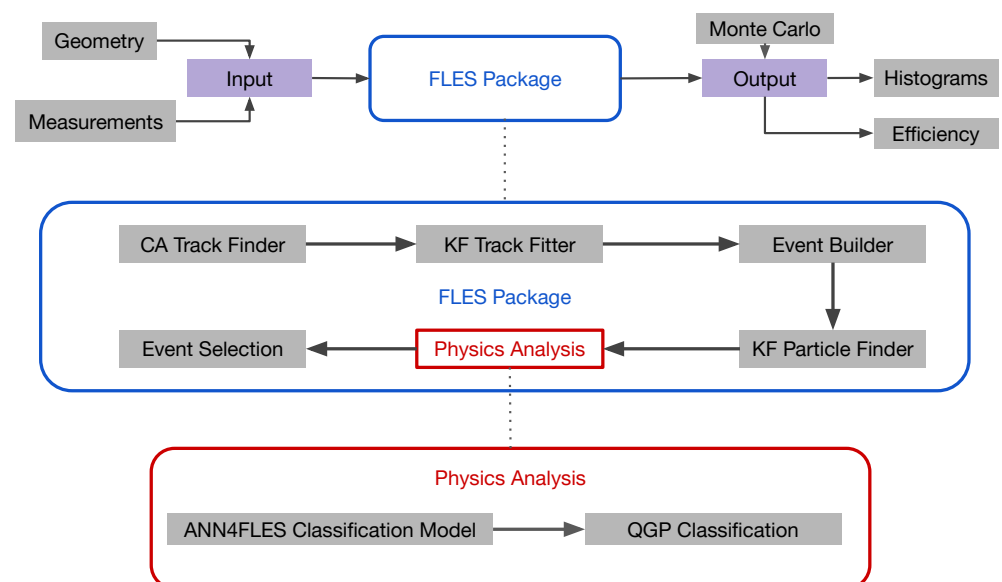 Geometry
Monte Carlo
Input
FLES Package
Output
Histograms
Measurements
Efficiency
CA Track Finder
KF Track Fitter
Event Builder
FLES Package
Event Selection
Physics Analysis
KF Particle Finder
Physics Analysis
ANN4FLES Classification Model
QGP Classification